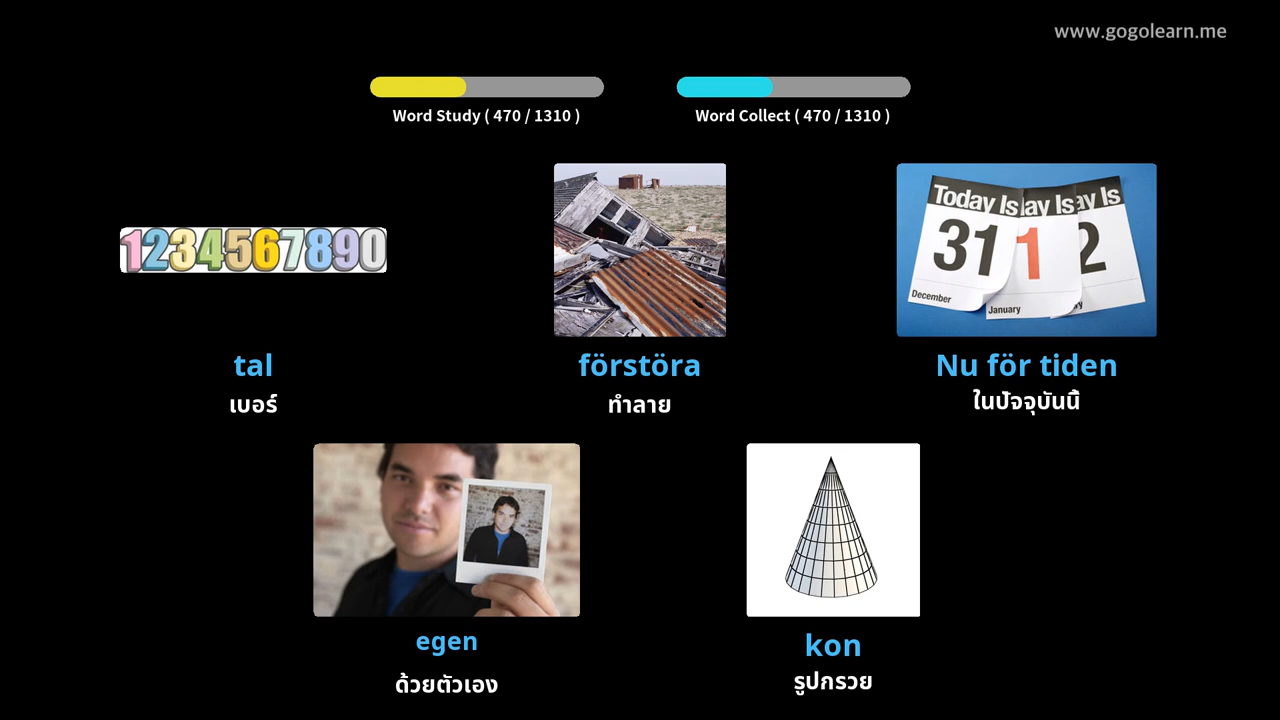 www.gogolearn.me
Word Study ( 470 / 1310 )
Word Collect ( 470 / 1310 )
1234567890
Today Is
31
December
ay Is
1
January
ay Is
2
ry
tal
เบอร์
förstöra
ทำลาย
Nu för tiden
ในปัจจุบันนี้
egen
ด้วยตัวเอง
kon
รูปกรวย